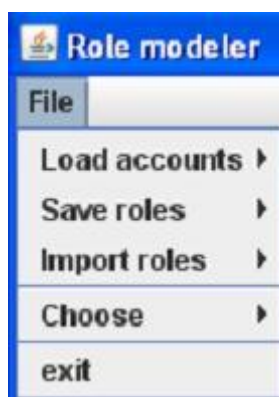 Role modeler
File
Load accounts
Save roles
Import roles
Choose
exit